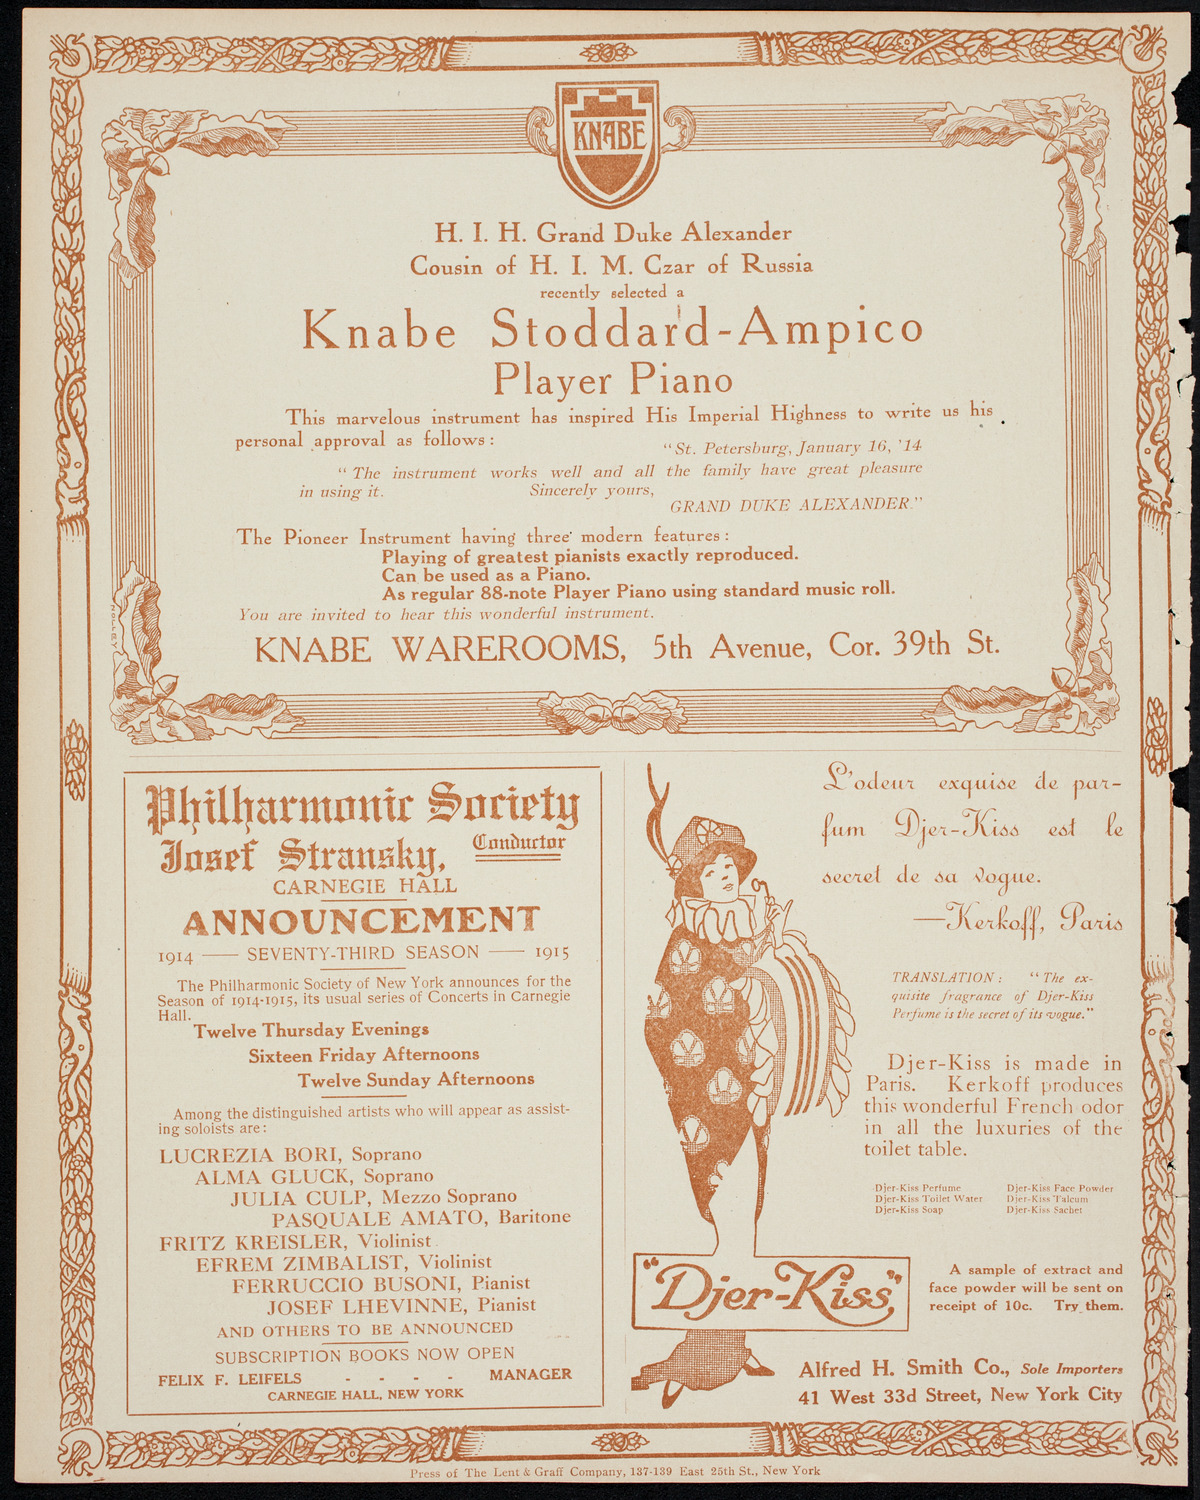 KNABE
H. I. H. Grand Duke Alexander
Cousin of H. I. M. Czar of Russia
recently selected a
Knabe Stoddard-Ampico
Player Piano
This marvelous instrument has inspired His Imperial Highness to write us his
personal approval as follows:
"St. Petersburg, January 16, '14
"The instrument works well and all the family have great pleasure
in using it. Sincerely yours,
GRAND DUKE ALEXANDER."
The Pioneer Instrument having three modern features:
Playing of greatest pianists exactly reproduced.
Can be used as a Piano.
As regular 88-note Player Piano using standard music roll.
You are invited to hear this wonderful instrument.
KNABE WAREROOMS, 5th Avenue, Cor. 39th St.
Philharmonic Society
Josef Stransky, Conductor
CARNEGIE HALL
ANNOUNCEMENT
1914 — SEVENTY-THIRD SEASON — 1915
The Philharmonic Society of New York announces for the
Season of 1914-1915, its usual series of Concerts in Carnegie
Hall.
Twelve Thursday Evenings
Sixteen Friday Afternoons
Twelve Sunday Afternoons
Among the distinguished artists who will appear as assist-
ing soloists are:
LUCREZIA BORI, Soprano
ALMA GLUCK, Soprano
JULIA CULP, Mezzo Soprano
PASQUALE AMATO, Baritone
FRITZ KREISLER, Violinist
EFREM ZIMBALIST, Violinist
FERRUCCIO BUSONI, Pianist
JOSEF LHEVINNE, Pianist
AND OTHERS TO BE ANNOUNCED
SUBSCRIPTION BOOKS NOW OPEN
FELIX F. LEIFELS - - - - MANAGER
CARNEGIE HALL, NEW YORK
L'odeur exquise de par-
fum Djer-Kiss est le
secret de sa vogue.
—Kerkoff, Paris
TRANSLATION: "The ex-
quisite fragrance of Djer-Kiss
Perfume is the secret of its vogue."
Djer-Kiss is made in
Paris. Kerkoff produces
this wonderful French odor
in all the luxuries of the
toilet table.
Djer-Kiss Perfume Djer-Kiss Face Powder
Djer-Kiss Toilet Water Djer-Kiss Talcum
Djer-Kiss Soap Djer-Kiss Sachet
"Djer-Kiss"
A sample of extract and
face powder will be sent on
receipt of 10c. Try them.
Alfred H. Smith Co., Sole Importers
41 West 33d Street, New York City
Press of The Lent & Graff Company, 137-139 East 25th St., New York